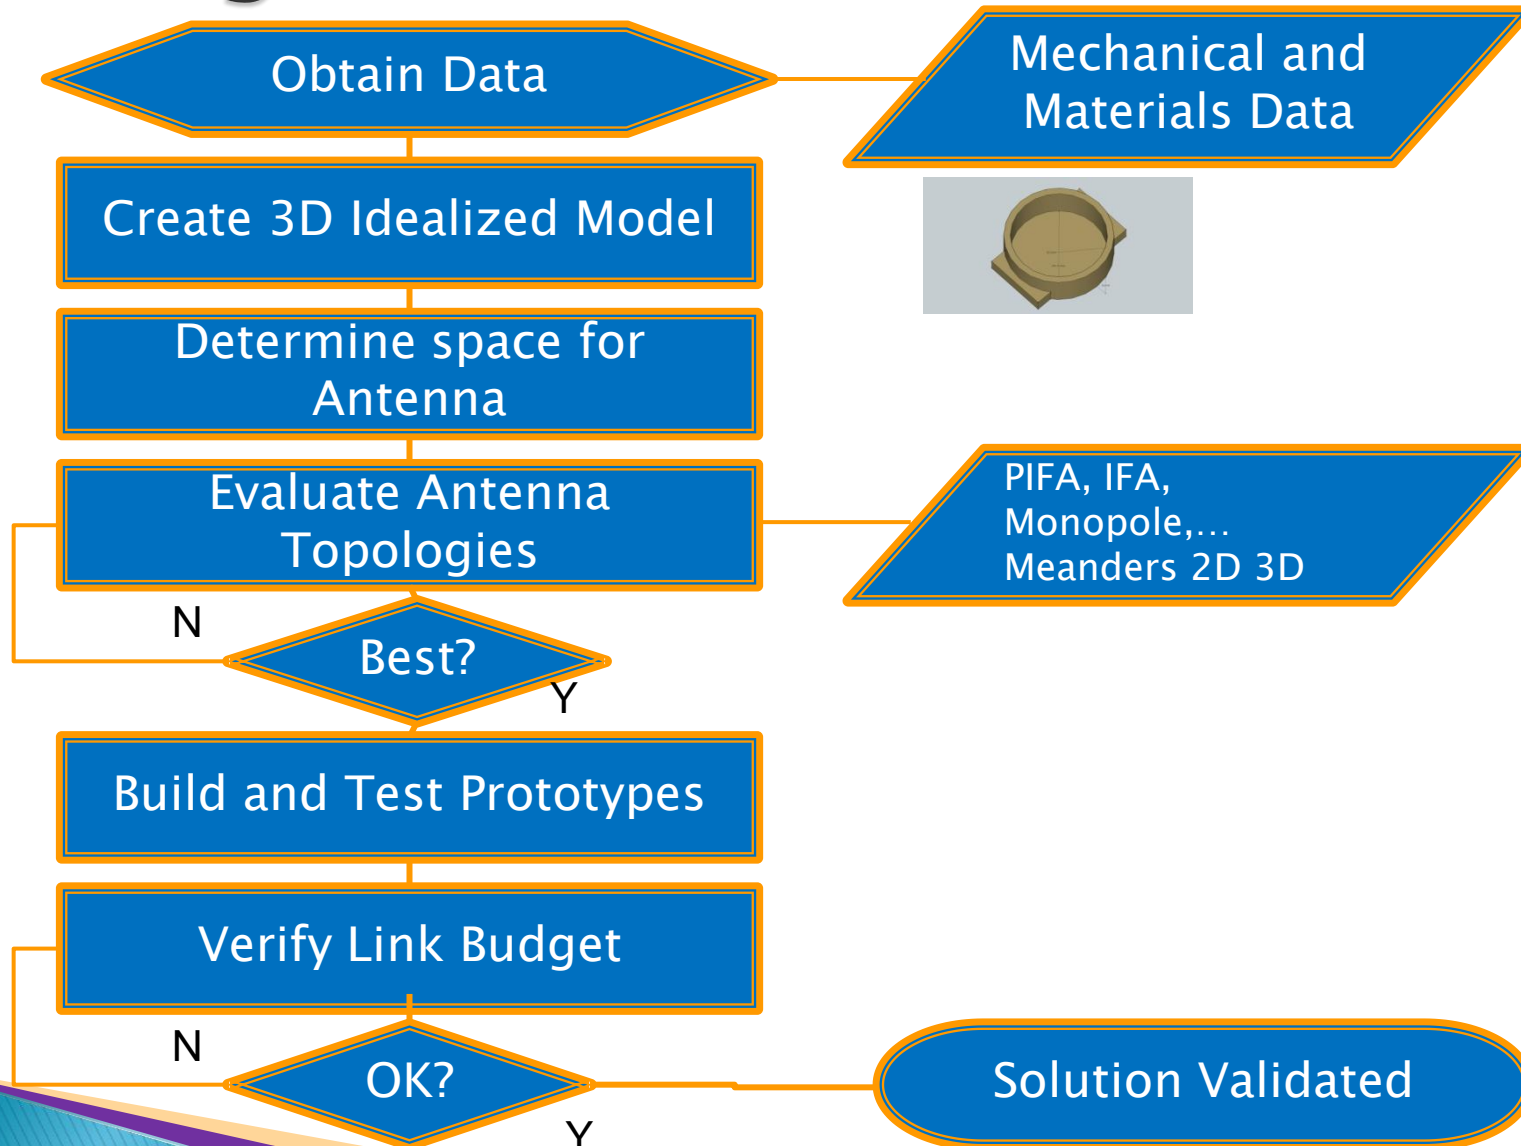 Obtain Data
Mechanical and
Materials Data
Create 3D Idealized Model
Determine space for
Antenna
Evaluate Antenna
Topologies
PIFA, IFA,
Monopole,...
Meanders 2D 3D
N
Best?
Y
Build and Test Prototypes
Verify Link Budget
N
OK?
Solution Validated
Y